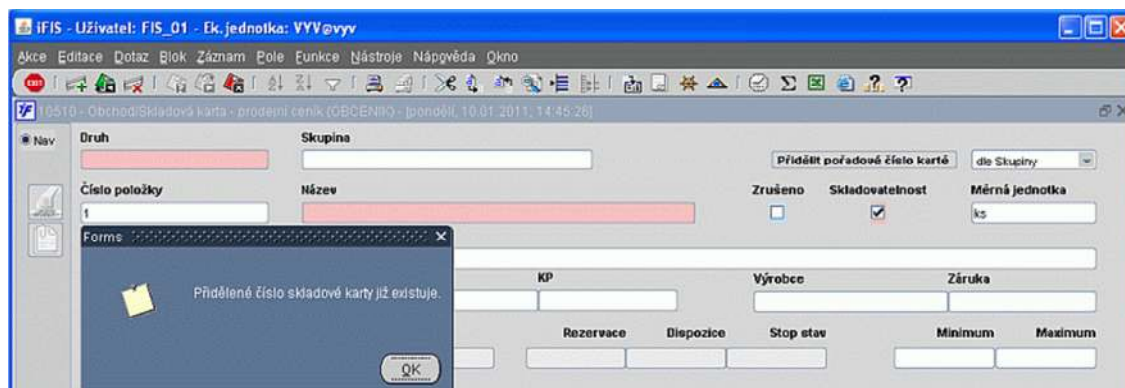 iFIS - Uživatel: FIS_01 - Ek. jednotka: VYV@vyv
Akce Editace Dotaz Blok Záznam Pole Funkce Nástroje Nápověda Okno
EXIT
10510 - Obchod/Skladová karta - prodejní ceník (OBCENIK) - [pondělí, 10.01.2011; 14:45:26]
Nav Druh Skupina
Přidělit pořadové číslo kartě dle Skupiny
Číslo položky Název Zrušeno Skladovatelnost Měrná jednotka
1 ks
Forms
Přidělené číslo skladové karty již existuje.
OK
KP Výrobce Záruka
Rezervace Dispozice Stop stav Minimum Maximum